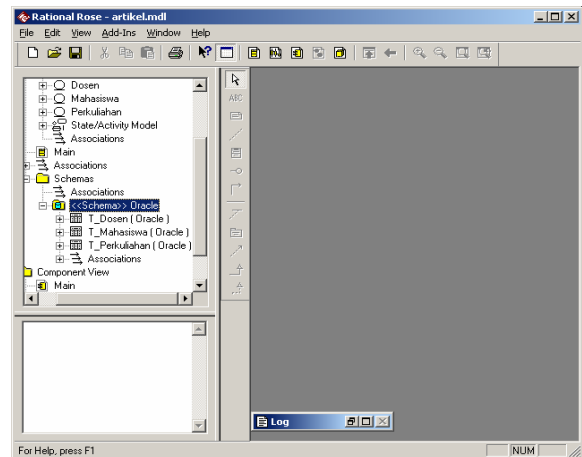 Rational Rose - artikel.mdl
File Edit View Add-Ins Window Help
Dosen
Mahasiswa
Perkuliahan
State/Activity Model
Associations
Main
Associations
Schemas
Associations
<<Schema>> Oracle
T_Dosen ( Oracle )
T_Mahasiswa ( Oracle )
T_Perkuliahan ( Oracle )
Associations
Component View
Main
ABC
Log
For Help, press F1
NUM